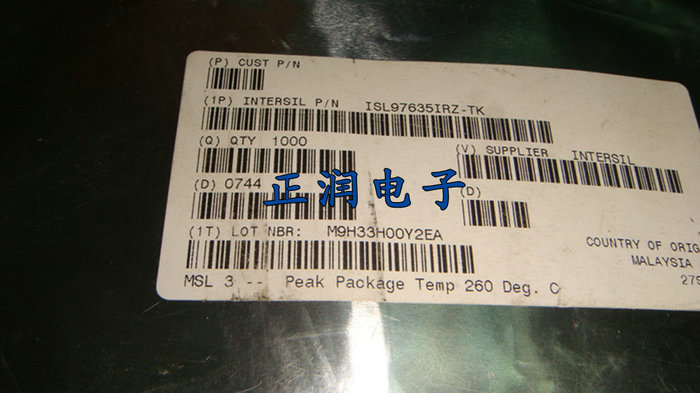 (P) CUST P/N
(1P) INTERSIL P/N ISL97635IRZ-TK
(Q) QTY 1000
(V) SUPPLIER INTERSIL
(D) 0744
(D)
正润电子
(1T) LOT NBR: M9H33H00Y2EA
COUNTRY OF ORIG
MALAYSIA
279
MSL 3 -- Peak Package Temp 260 Deg. C